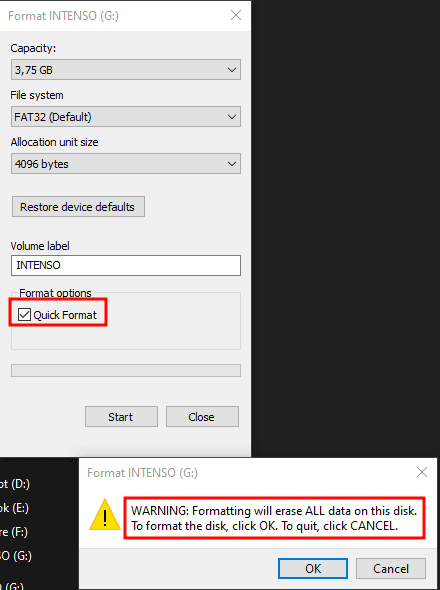 Format INTENSO (G:)
Capacity:
3,75 GB
File system
FAT32 (Default)
Allocation unit size
4096 bytes
Restore device defaults
Volume label
INTENSO
Format options
Quick Format
Start
Close
pt (D:)
ok (E:)
re (F:)
SO (G:)
O (G:)
Format INTENSO (G:)
WARNING: Formatting will erase ALL data on this disk.
To format the disk, click OK. To quit, click CANCEL.
OK
Cancel